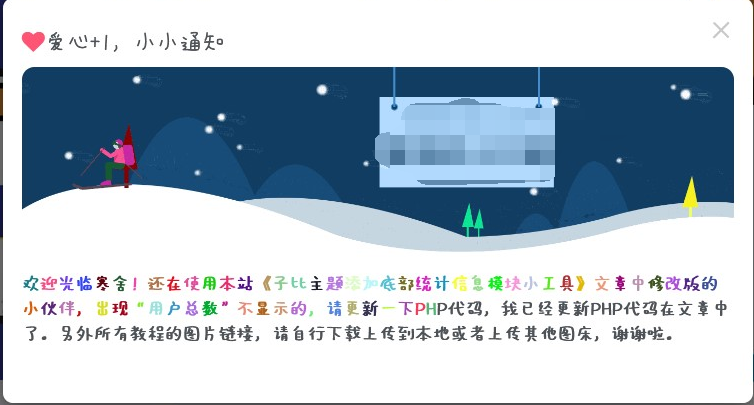 爱心+1，小小通知
欢迎光临寒舍！还在使用本站《子比主题添加底部统计信息模块小工具》文章中修改版的
小伙伴，出现“用户总数”不显示的，请更新一下PHP代码，我已经更新PHP代码在文章中
了。另外所有教程的图片链接，请自行下载上传到本地或者上传其他图床，谢谢啦。